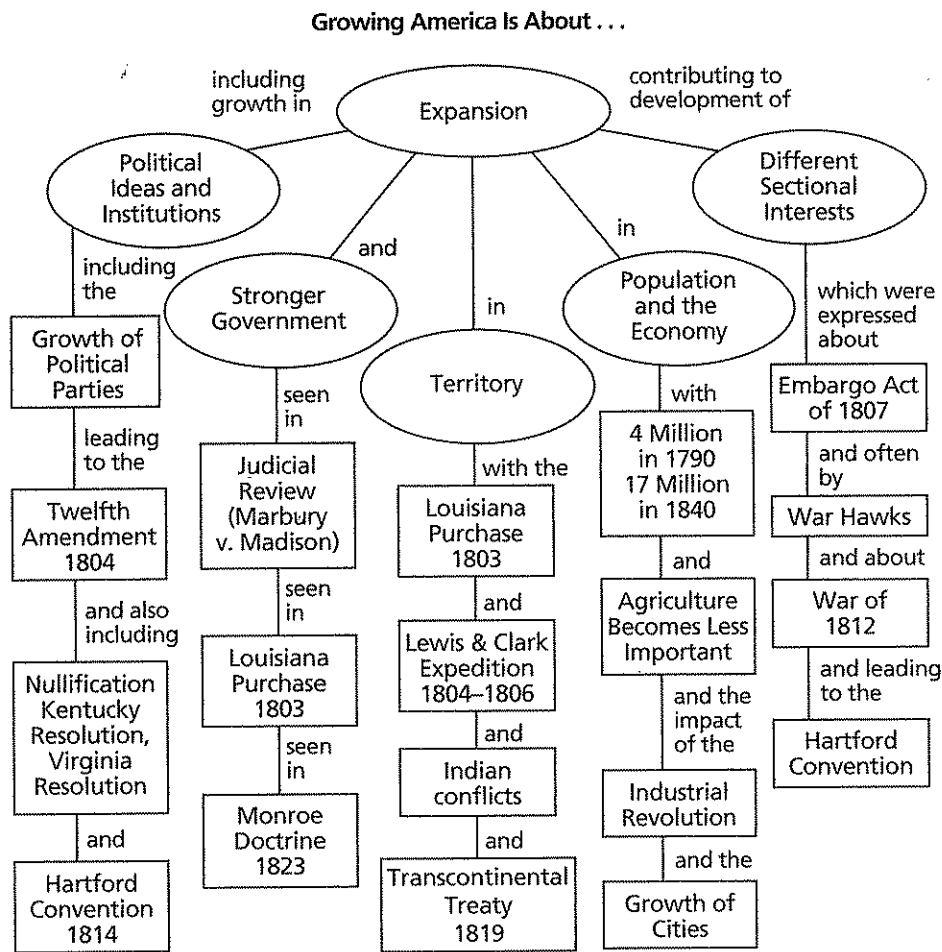 Growing America Is About . . .
including
growth in
Expansion
contributing to
development of
Political
Ideas and
Institutions
including
the
Growth of
Political
Parties
leading
to the
Twelfth
Amendment
1804
and also
including
Nullification
Kentucky
Resolution,
Virginia
Resolution
and
Hartford
Convention
1814
and
Stronger
Government
seen
in
Judicial
Review
(Marbury
v. Madison)
seen
in
Louisiana
Purchase
1803
seen
in
Monroe
Doctrine
1823
in
Territory
with the
Louisiana
Purchase
1803
and
Lewis & Clark
Expedition
1804–1806
and
Indian
conflicts
and
Transcontinental
Treaty
1819
in
Population
and the
Economy
with
4 Million
in 1790
17 Million
in 1840
and
Agriculture
Becomes Less
Important
and the
impact
of the
Industrial
Revolution
and the
Growth of
Cities
Different
Sectional
Interests
which were
expressed
about
Embargo Act
of 1807
and often
by
War Hawks
and about
War of
1812
and leading
to the
Hartford
Convention